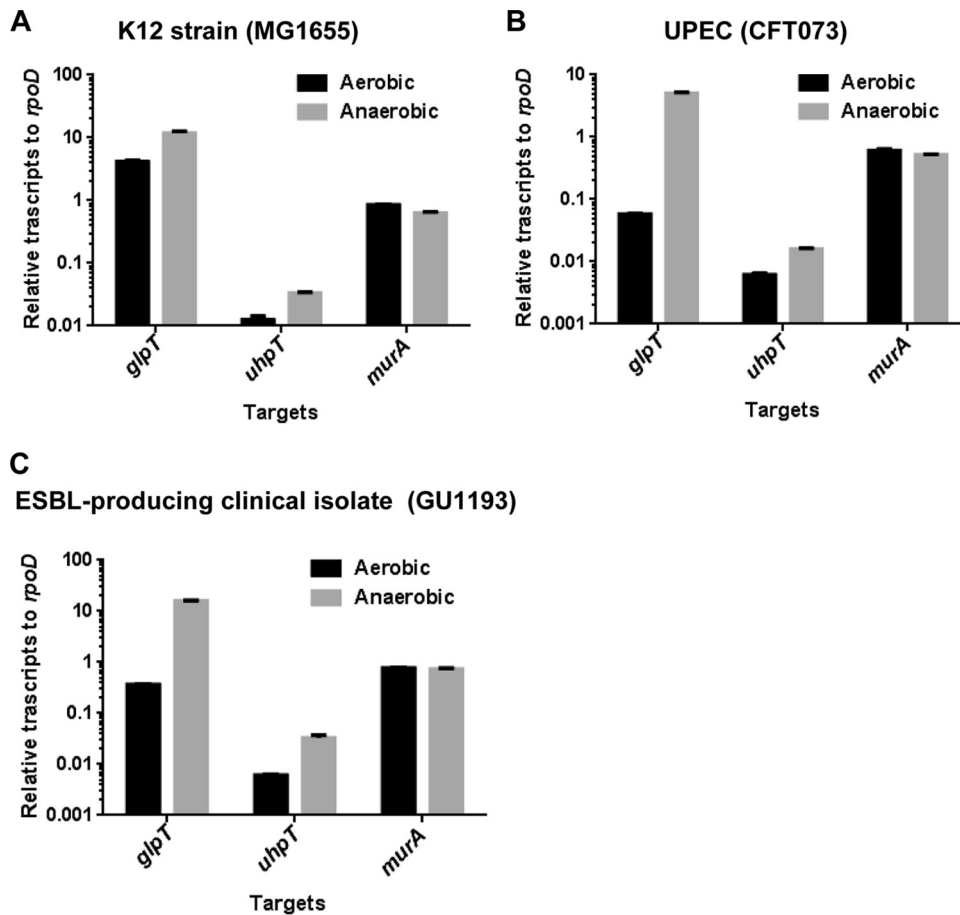 A
K12 strain (MG1655)
Relative trascripts to rpoD
100
10
1
0.1
0.01
Aerobic
Anaerobic
glpT
uhpT
murA
Targets
B
UPEC (CFT073)
Relative trascripts to rpoD
10
1
0.1
0.01
0.001
Aerobic
Anaerobic
glpT
uhpT
murA
Targets
C
ESBL-producing clinical isolate (GU1193)
Relative trascripts to rpoD
100
10
1
0.1
0.01
0.001
Aerobic
Anaerobic
glpT
uhpT
murA
Targets